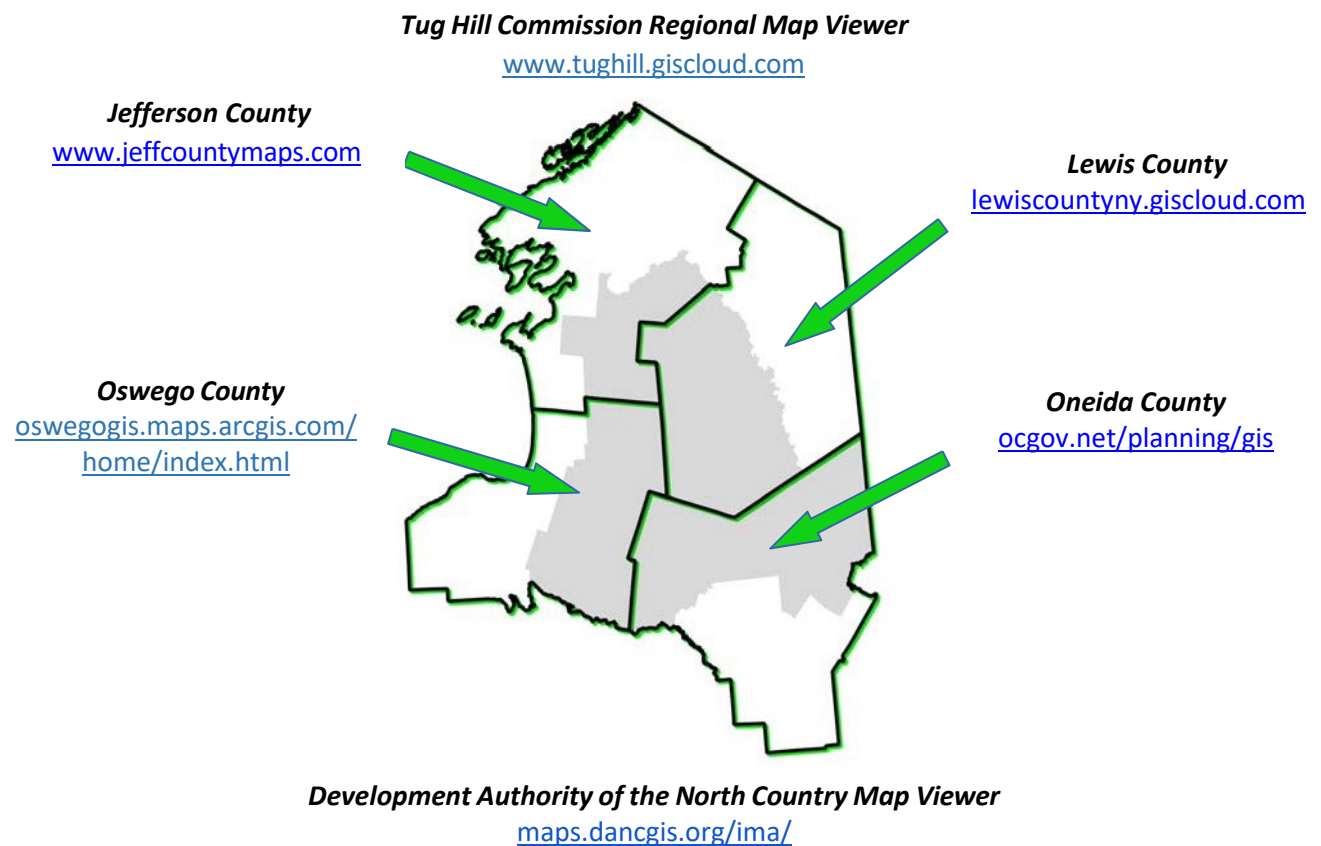 Tug Hill Commission Regional Map Viewer
www.tughill.giscloud.com
Jefferson County
www.jeffcountymaps.com
Lewis County
lewiscountyny.giscloud.com
Oswego County
oswegogis.maps.arcgis.com/
home/index.html
Oneida County
ocgov.net/planning/gis
Development Authority of the North Country Map Viewer
maps.dancgis.org/ima/